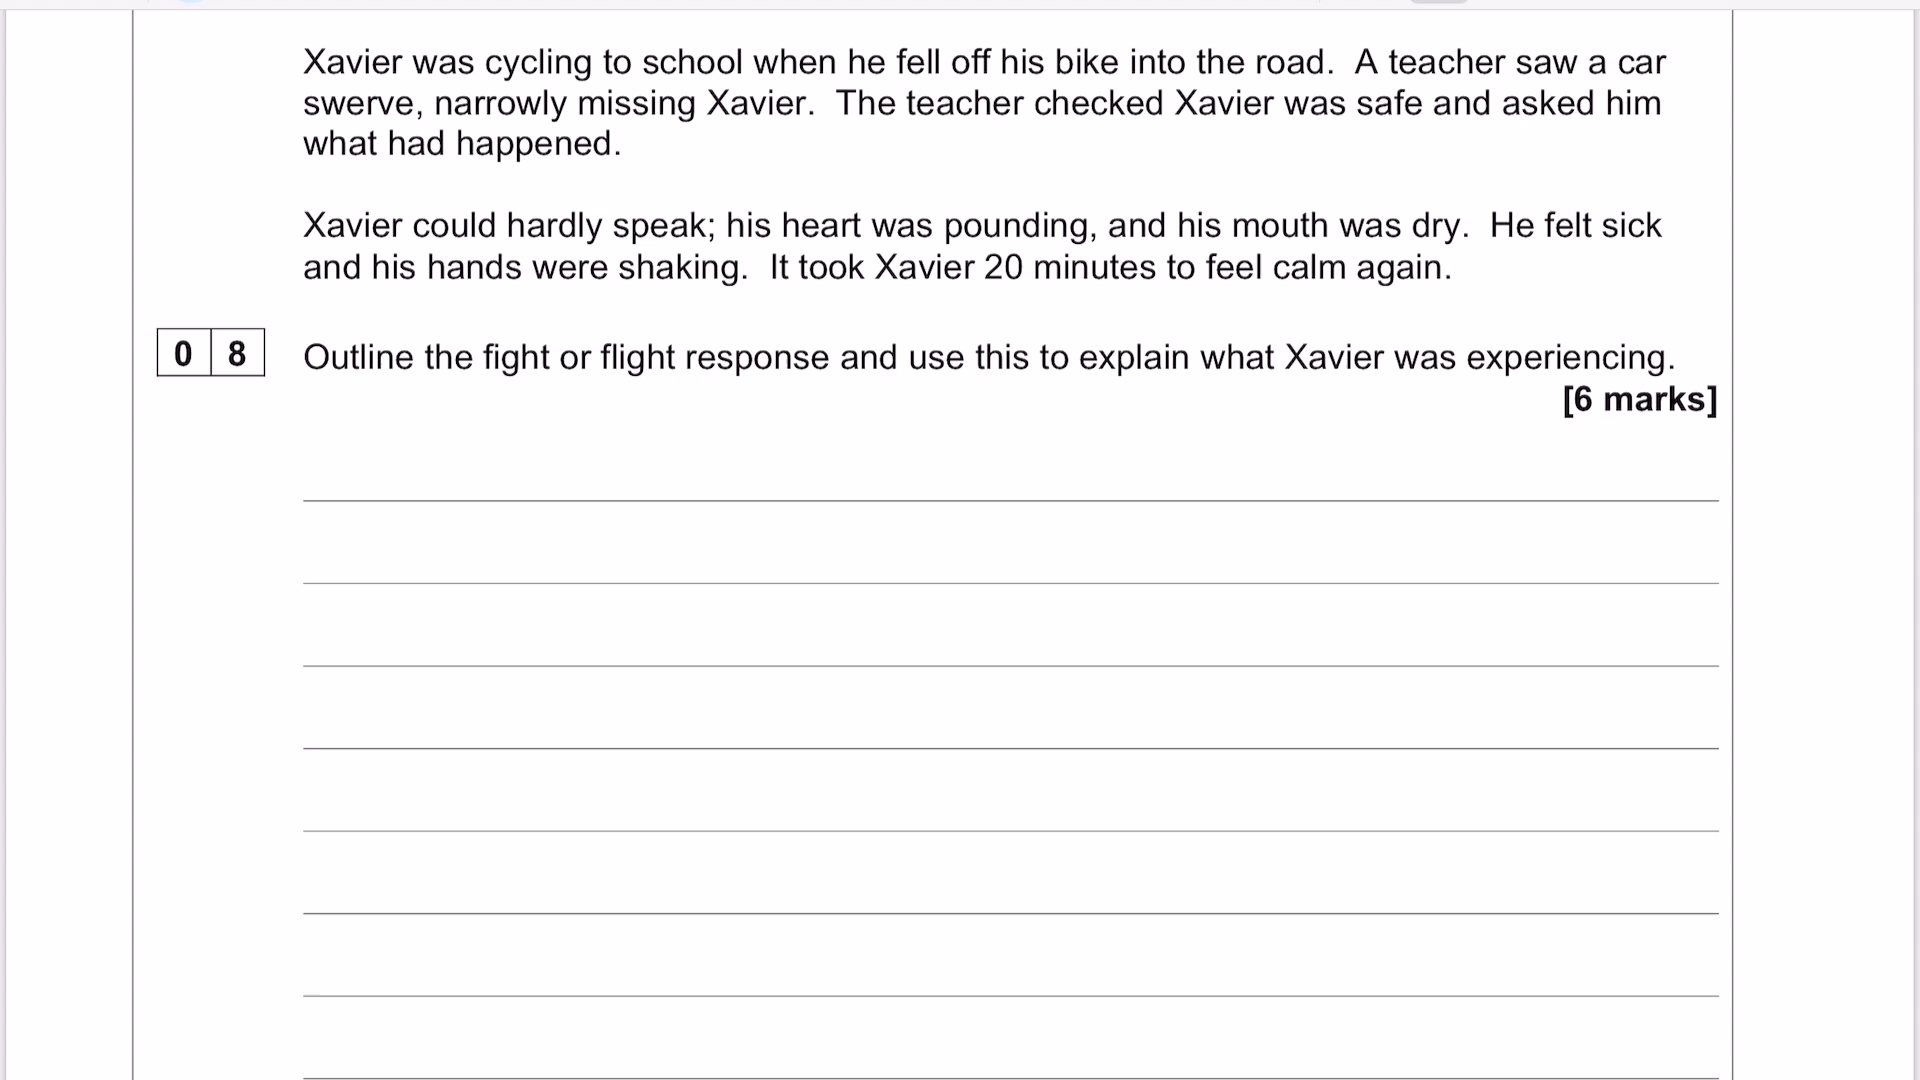 Xavier was cycling to school when he fell off his bike into the road. A teacher saw a car
swerve, narrowly missing Xavier. The teacher checked Xavier was safe and asked him
what had happened.
Xavier could hardly speak; his heart was pounding, and his mouth was dry. He felt sick
and his hands were shaking. It took Xavier 20 minutes to feel calm again.
0 8 Outline the fight or flight response and use this to explain what Xavier was experiencing.
[6 marks]